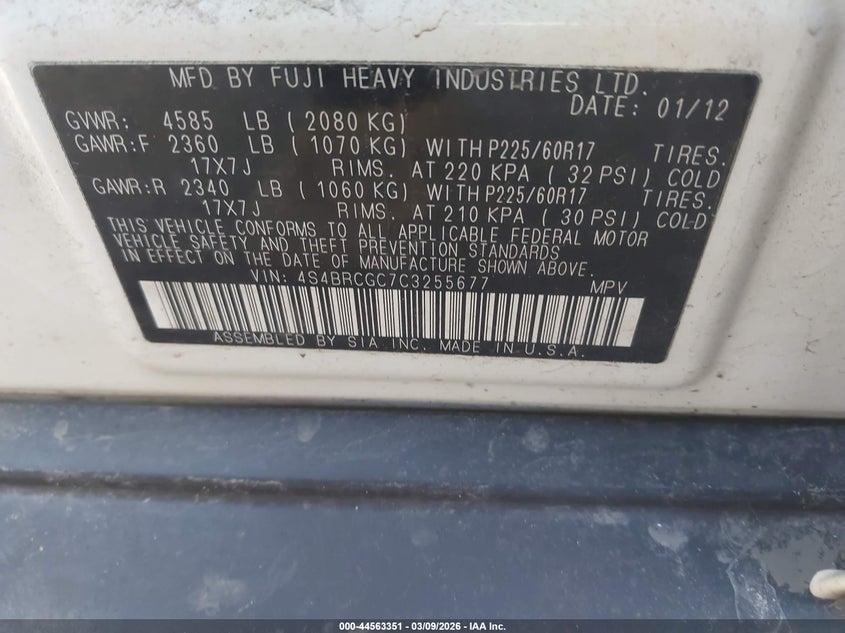 MFD BY FUJI HEAVY INDUSTRIES LTD.
DATE: 01/12
GVWR: 4585 LB ( 2080 KG)
GAWR:F 2360 LB ( 1070 KG) WITH P225/60R17 TIRES.
17X7J RIMS. AT 220 KPA ( 32 PSI) COLD
GAWR:R 2340 LB ( 1060 KG) WITH P225/60R17 TIRES.
17X7J RIMS. AT 210 KPA ( 30 PSI) COLD
THIS VEHICLE CONFORMS TO ALL APPLICABLE FEDERAL MOTOR
VEHICLE SAFETY AND THEFT PREVENTION STANDARDS
IN EFFECT ON THE DATE OF MANUFACTURE SHOWN ABOVE.
VIN: 4S4BRCGC7C3255677 MPV
ASSEMBLED BY SIA INC. MADE IN U.S.A.
000-44563351 | 03/09/2026 - IAA Inc.